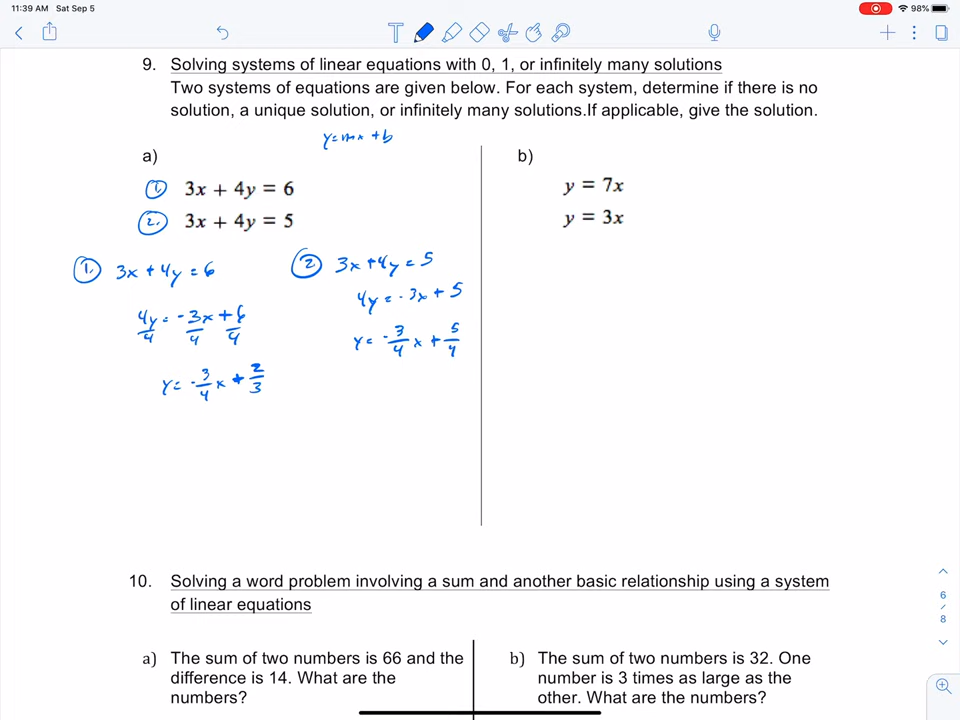 11:39 AM Sat Sep 5
98%
9. Solving systems of linear equations with 0, 1, or infinitely many solutions
Two systems of equations are given below. For each system, determine if there is no
solution, a unique solution, or infinitely many solutions.If applicable, give the solution.
y=mx+b
a)
① 3x + 4y = 6
② 3x + 4y = 5
① 3x+4y=6
4y/4 = -3x/4 + 6/4
y= -3/4 x + 2/3
② 3x+4y=5
4y = -3x + 5
y= -3/4 x + 5/4
b)
y = 7x
y = 3x
10. Solving a word problem involving a sum and another basic relationship using a system
of linear equations
a) The sum of two numbers is 66 and the
difference is 14. What are the
numbers?
b) The sum of two numbers is 32. One
number is 3 times as large as the
other. What are the numbers?
6
/
8